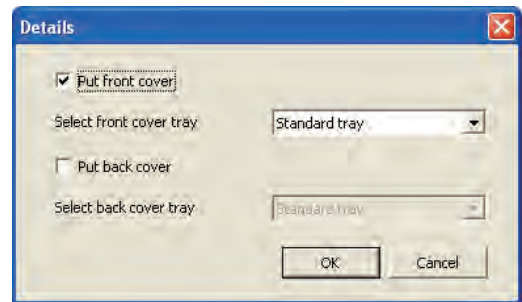 Details
Put front cover
Select front cover tray Standard tray
Put back cover
Select back cover tray Standard tray
OK Cancel